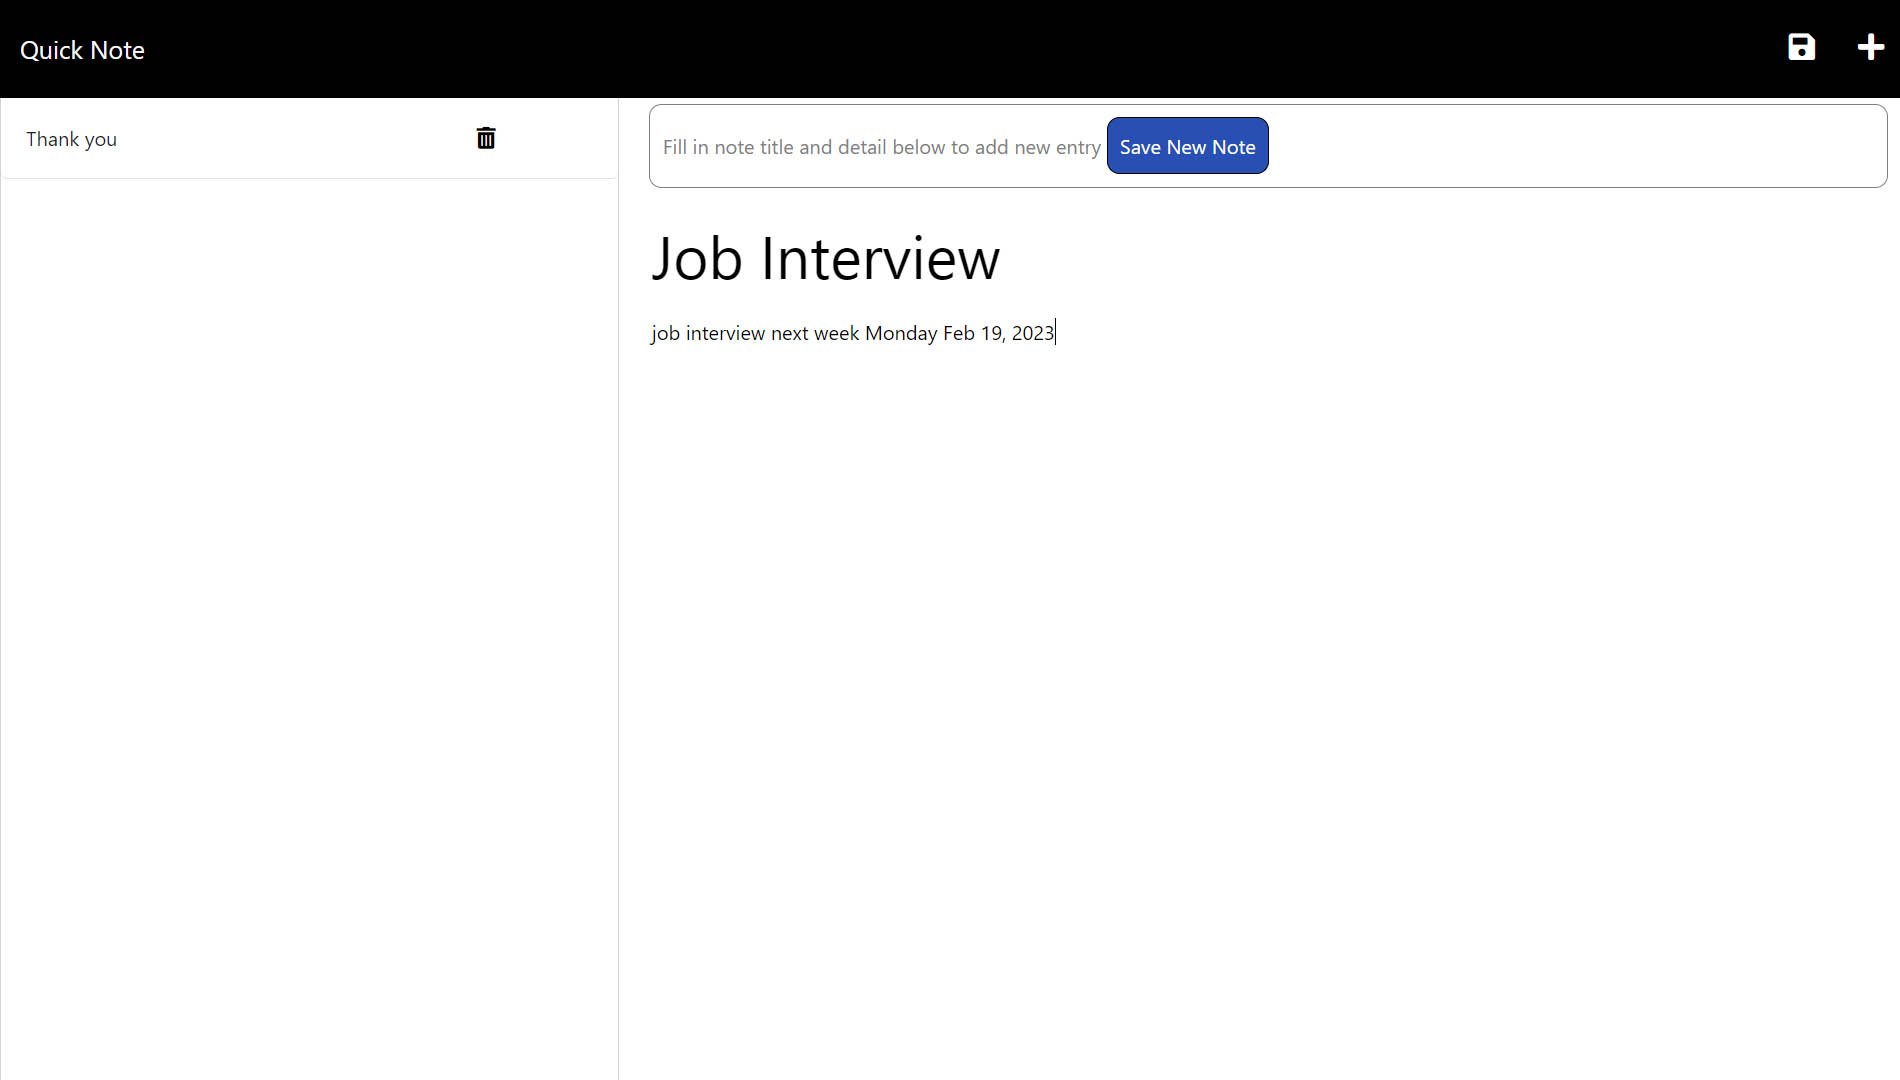 Quick Note
Thank you
Fill in note title and detail below to add new entry Save New Note
Job Interview
job interview next week Monday Feb 19, 2023